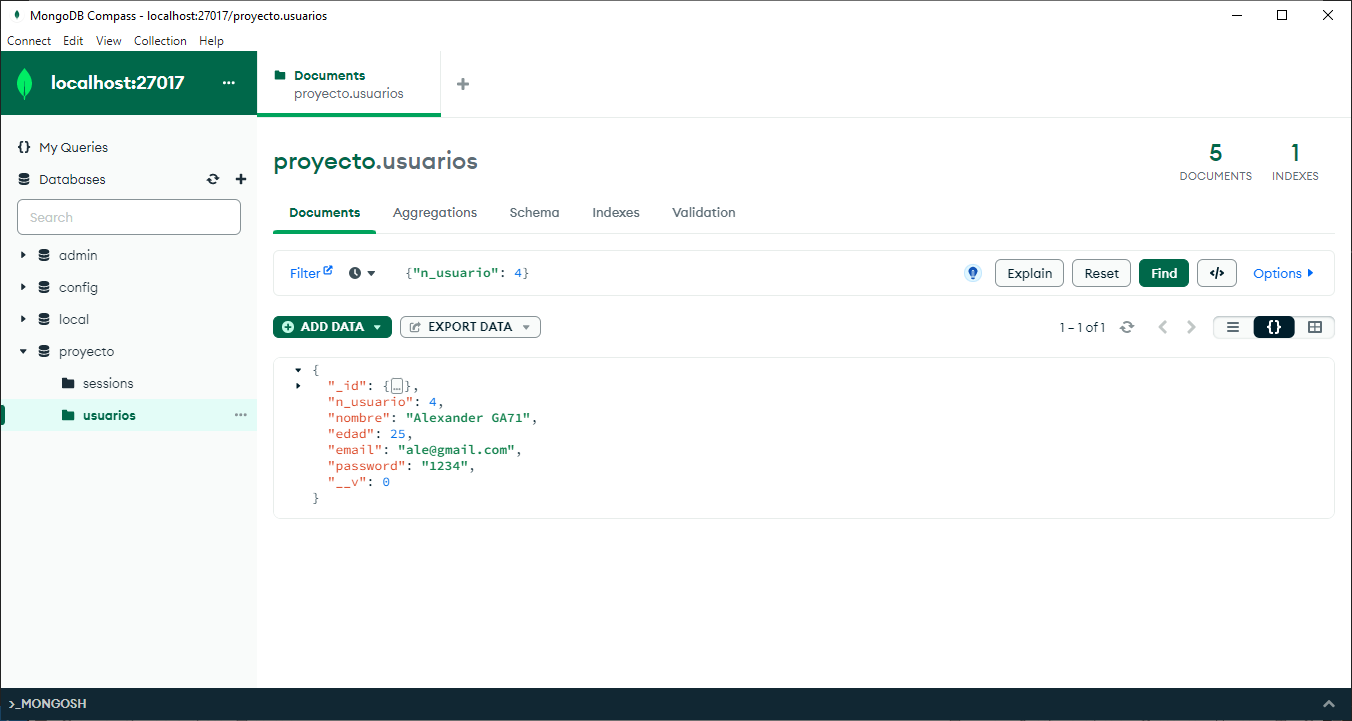 MongoDB Compass - localhost:27017/proyecto.usuarios
Connect Edit View Collection Help
localhost:27017 ...
Documents
proyecto.usuarios
My Queries
Databases
Search
admin
config
local
proyecto
sessions
usuarios ...
proyecto.usuarios
5
DOCUMENTS
1
INDEXES
Documents Aggregations Schema Indexes Validation
Filter {"n_usuario": 4} Explain Reset Find </> Options
ADD DATA EXPORT DATA 1 – 1 of 1 {}
{
"_id": {...},
"n_usuario": 4,
"nombre": "Alexander GA71",
"edad": 25,
"email": "ale@gmail.com",
"password": "1234",
"__v": 0
}
>_MONGOSH